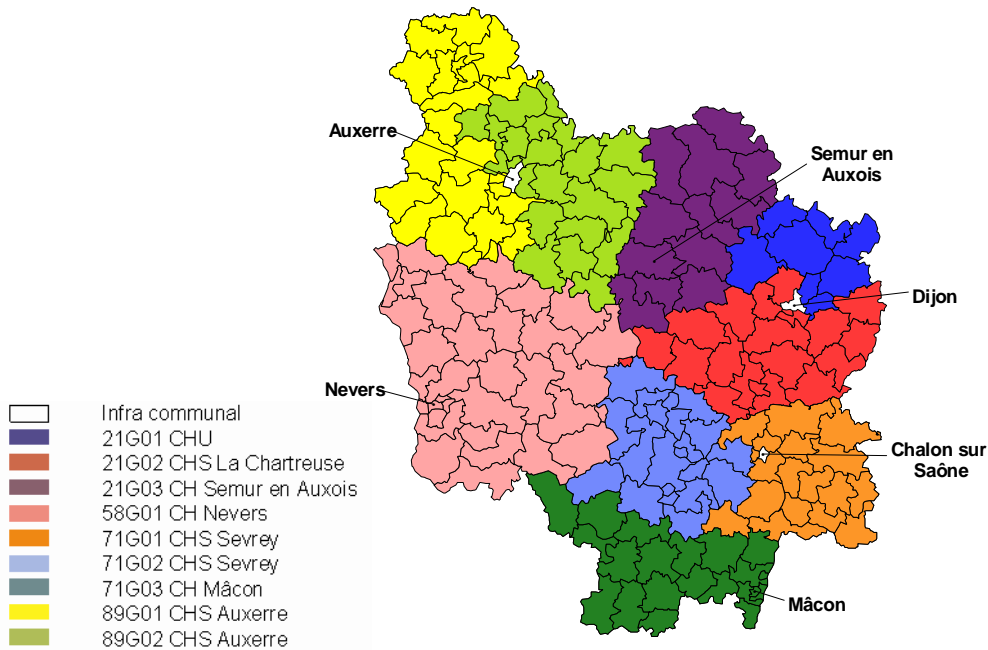 Auxerre
Semur en
Auxois
Dijon
Nevers
Chalon sur
Saône
Mâcon
Infra communal
21G01 CHU
21G02 CHS La Chartreuse
21G03 CH Semur en Auxois
58G01 CH Nevers
71G01 CHS Sevrey
71G02 CHS Sevrey
71G03 CH Mâcon
89G01 CHS Auxerre
89G02 CHS Auxerre